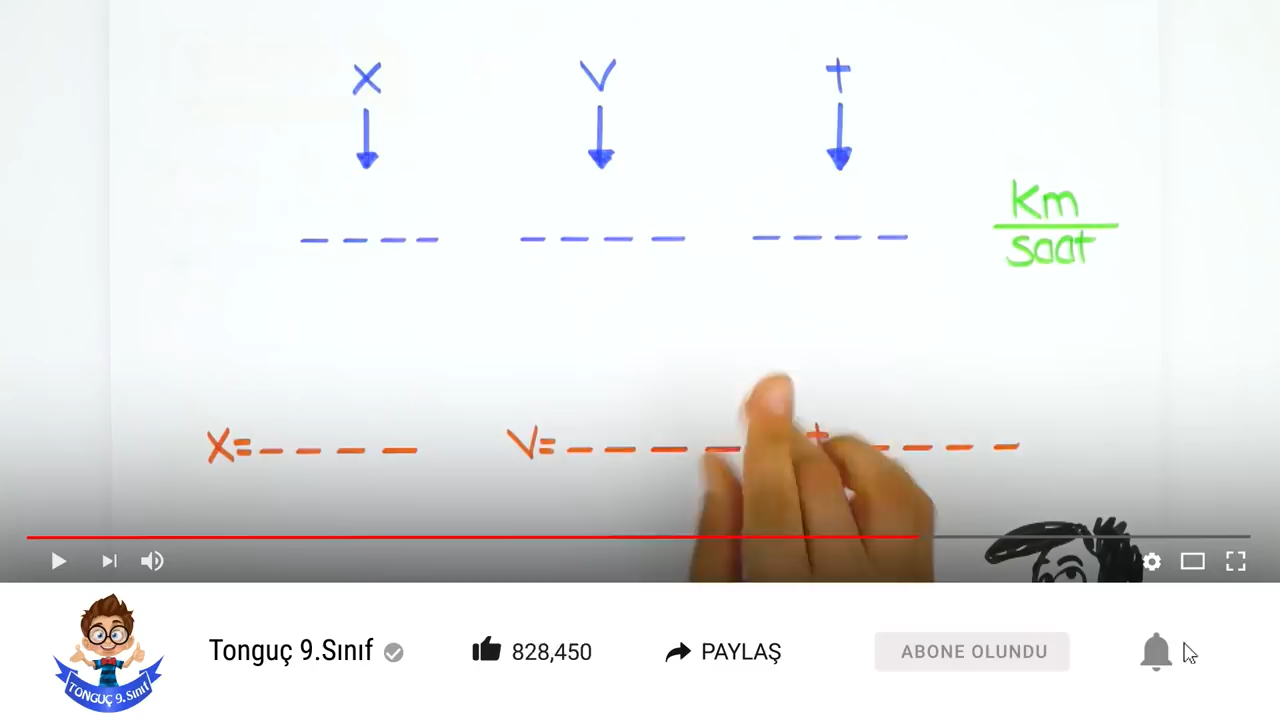 X V t
Km
saat
X= V= t
Tonguç 9.Sınıf 828,450 PAYLAŞ ABONE OLUNDU
TONGUÇ 9.Sınıf